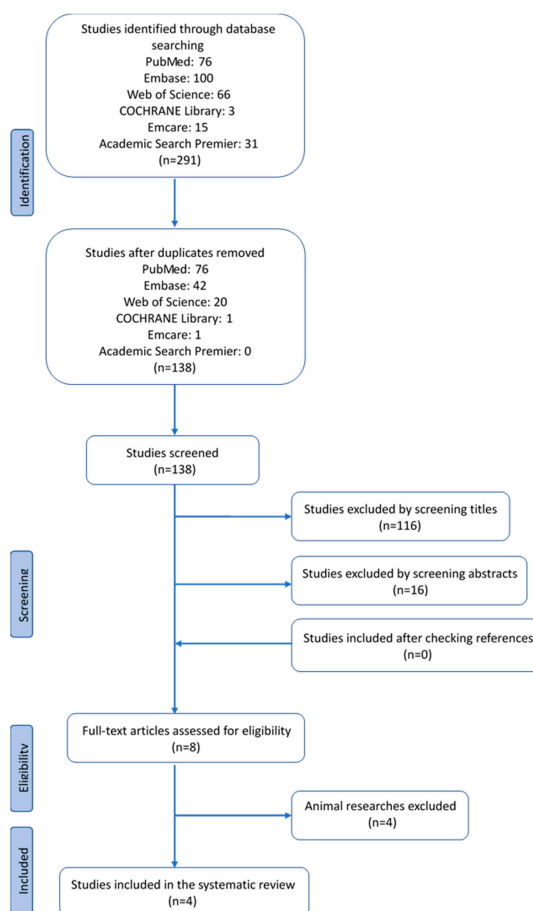 Studies identified through database
searching
PubMed: 76
Embase: 100
Web of Science: 66
COCHRANE Library: 3
Emcare: 15
Academic Search Premier: 31
(n=291)
Identification
Studies after duplicates removed
PubMed: 76
Embase: 42
Web of Science: 20
COCHRANE Library: 1
Emcare: 1
Academic Search Premier: 0
(n=138)
Studies screened
(n=138)
Studies excluded by screening titles
(n=116)
Screening
Studies excluded by screening abstracts
(n=16)
Studies included after checking references
(n=0)
Full-text articles assessed for eligibility
(n=8)
Eligibility
Animal researches excluded
(n=4)
Included
Studies included in the systematic review
(n=4)